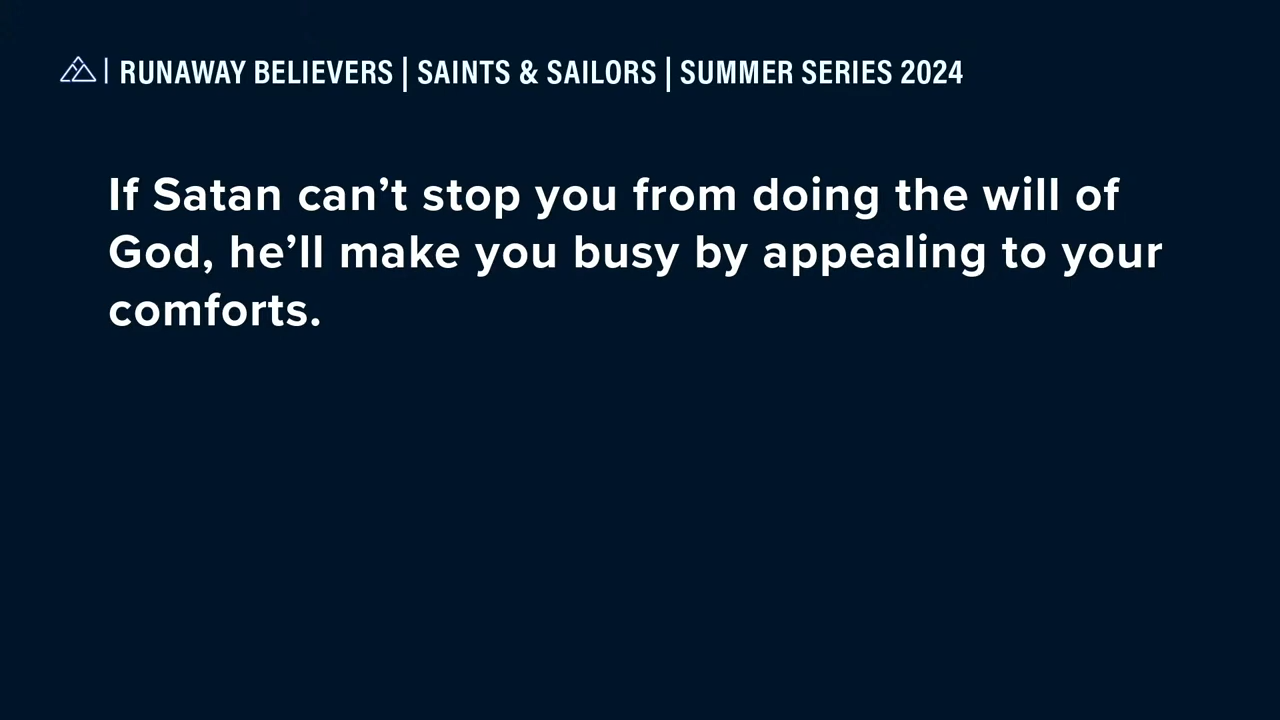 | RUNAWAY BELIEVERS | SAINTS & SAILORS | SUMMER SERIES 2024
If Satan can’t stop you from doing the will of
God, he’ll make you busy by appealing to your
comforts.